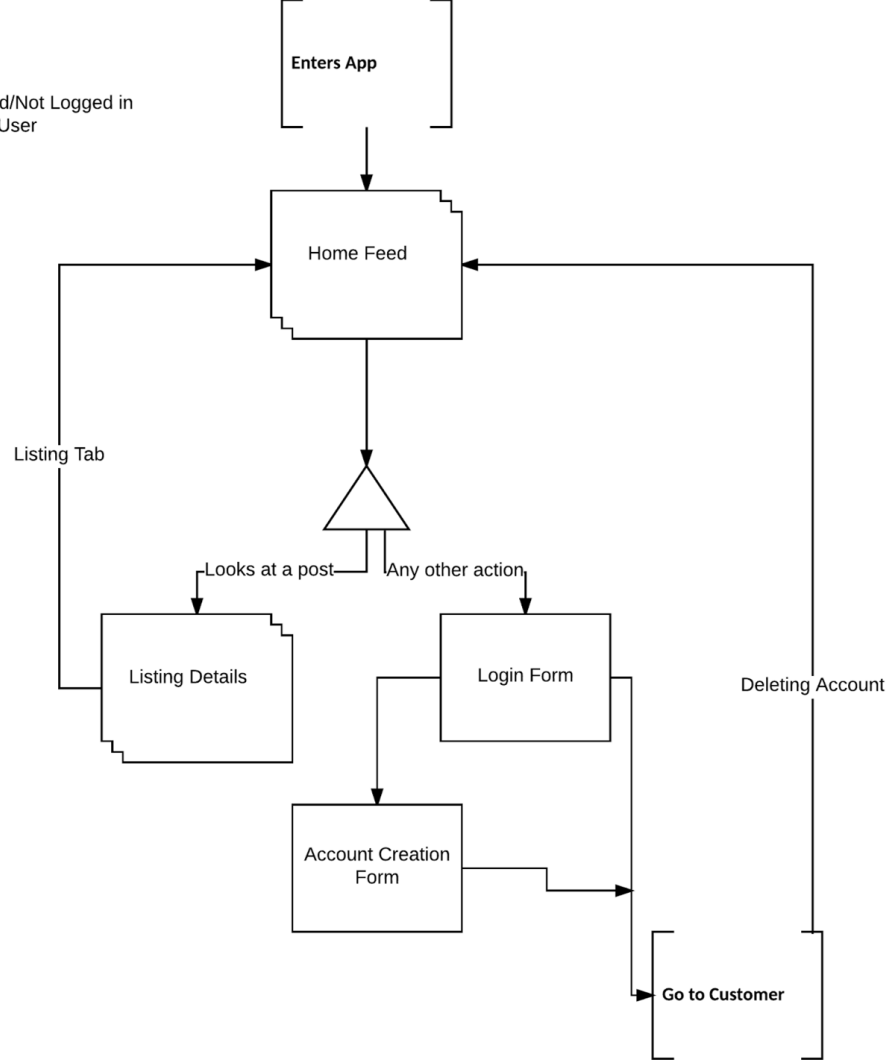 Enters App
d/Not Logged in
User
Home Feed
Listing Tab
Looks at a post
Any other action
Listing Details
Login Form
Deleting Account
Account Creation
Form
Go to Customer